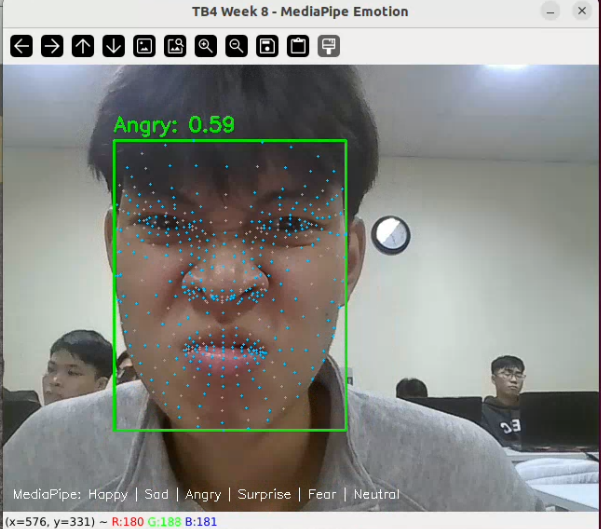 TB4 Week 8 - MediaPipe Emotion
Angry: 0.59
MediaPipe: Happy | Sad | Angry | Surprise | Fear | Neutral
(x=576, y=331) ~ R:180 G:188 B:181